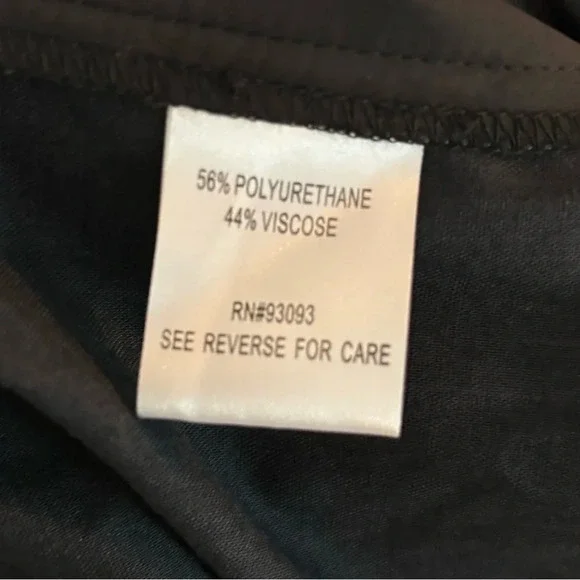 56% POLYURETHANE
44% VISCOSE
RN#93093
SEE REVERSE FOR CARE